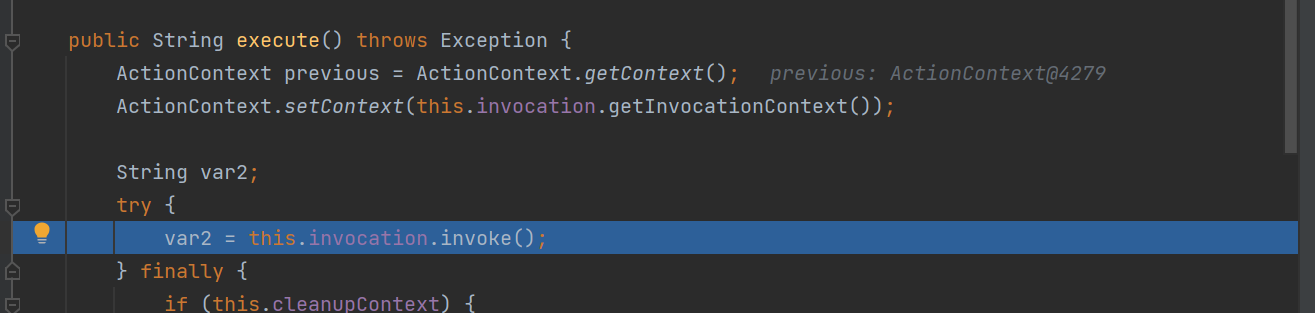 public String execute() throws Exception {
ActionContext previous = ActionContext.getContext(); previous: ActionContext@4279
ActionContext.setContext(this.invocation.getInvocationContext());
String var2;
try {
var2 = this.invocation.invoke();
} finally {
if (this.cleanupContext) {